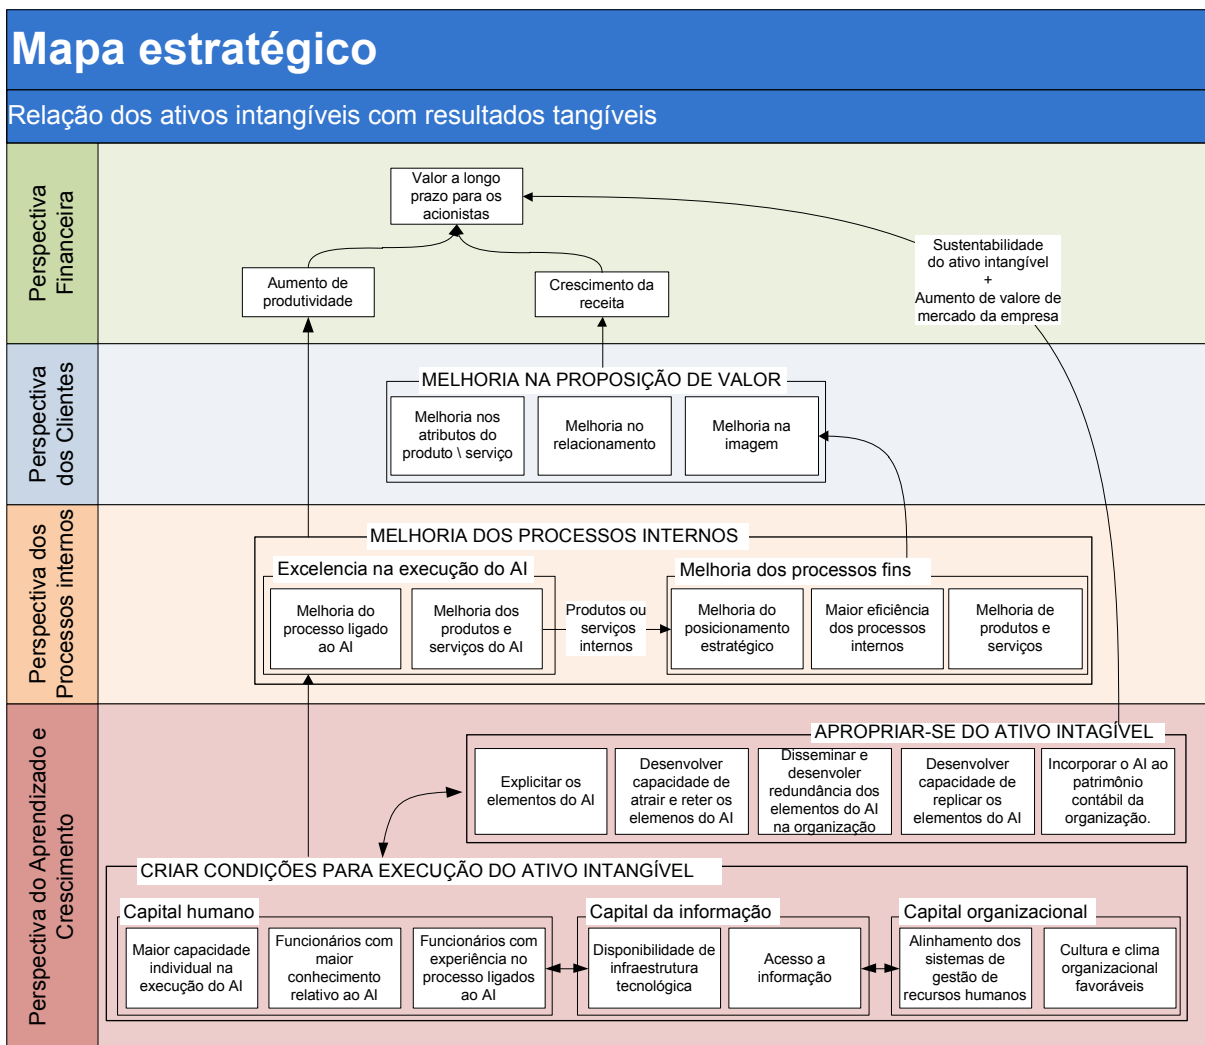 Mapa estratégico
Relação dos ativos intangíveis com resultados tangíveis
Perspectiva
Financeira
Valor a longo
prazo para os
acionistas
Aumento de
produtividade
Crescimento da
receita
Sustentabilidade
do ativo intangível
+
Aumento de valore de
mercado da empresa
Perspectiva
dos Clientes
MELHORIA NA PROPOSIÇÃO DE VALOR
Melhoria nos
atributos do
produto \ serviço
Melhoria no
relacionamento
Melhoria na
imagem
Perspectiva dos
Processos internos
MELHORIA DOS PROCESSOS INTERNOS
Excelencia na execução do AI
Melhoria do
processo ligado
ao AI
Melhoria dos
produtos e
serviços do AI
Produtos ou
serviços
internos
Melhoria dos processos fins
Melhoria do
posicionamento
estratégico
Maior eficiência
dos processos
internos
Melhoria de
produtos e
serviços
Perspectiva do Aprendizado e
Crescimento
APROPRIAR-SE DO ATIVO INTAGÍVEL
Explicitar os
elementos do AI
Desenvolver
capacidade de
atrair e reter os
elemenos do AI
Disseminar e
desenvoler
redundância dos
elementos do AI
na organização
Desenvolver
capacidade de
replicar os
elementos do AI
Incorporar o AI ao
patrimônio
contábil da
organização.
CRIAR CONDIÇÕES PARA EXECUÇÃO DO ATIVO INTANGÍVEL
Capital humano
Maior capacidade
individual na
execução do AI
Funcionários com
maior
conhecimento
relativo ao AI
Funcionários com
experiência no
processo ligados
ao AI
Capital da informação
Disponibilidade de
infraestrutura
tecnológica
Acesso a
informação
Capital organizacional
Alinhamento dos
sistemas de
gestão de
recursos humanos
Cultura e clima
organizacional
favoráveis